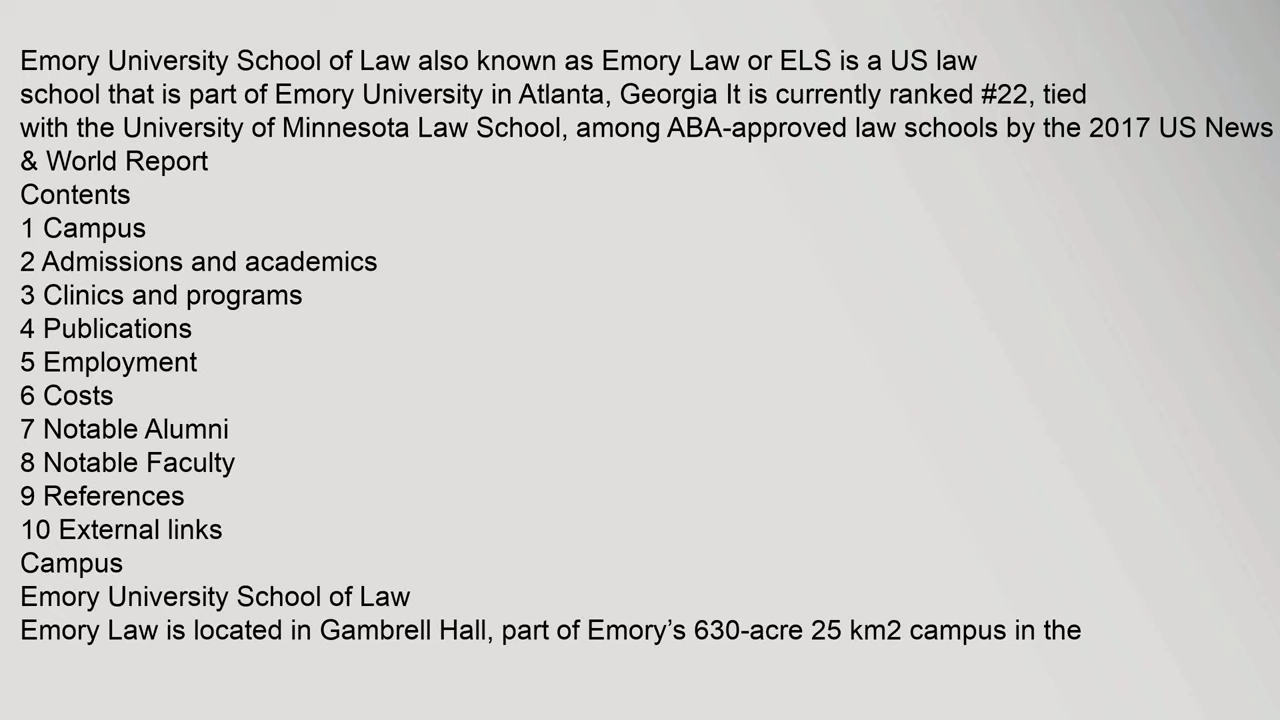 Emory University School of Law also known as Emory Law or ELS is a US law
school that is part of Emory University in Atlanta, Georgia It is currently ranked #22, tied
with the University of Minnesota Law School, among ABA-approved law schools by the 2017 US News
& World Report
Contents
1 Campus
2 Admissions and academics
3 Clinics and programs
4 Publications
5 Employment
6 Costs
7 Notable Alumni
8 Notable Faculty
9 References
10 External links
Campus
Emory University School of Law
Emory Law is located in Gambrell Hall, part of Emory’s 630-acre 25 km2 campus in the